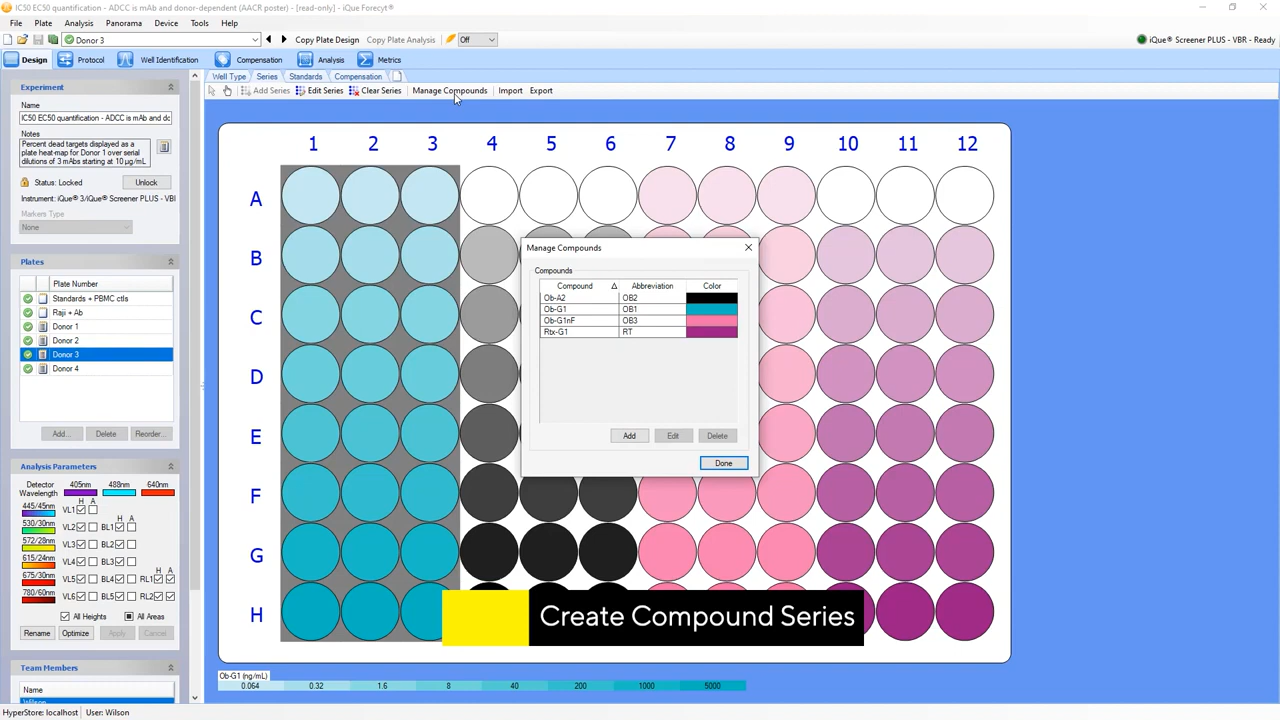 IC50 EC50 quantification - ADCC is mAb and donor-dependent (AACR poster) - [read-only] - iQue Forecyt®
File Plate Analysis Panorama Device Tools Help
Donor 3 Copy Plate Design Copy Plate Analysis Off iQue® Screener PLUS - VBR - Ready
Design Protocol Well Identification Compensation Analysis Metrics
Well Type Series Standards Compensation
Add Series Edit Series Clear Series Manage Compounds Import Export
Experiment
Name
IC50 EC50 quantification - ADCC is mAb and dc
Notes
Percent dead targets displayed as a
plate heat-map for Donor 1 over serial
dilutions of 3 mAbs starting at 10 µg/mL
Status: Locked Unlock
Instrument: iQue® 3/iQue® Screener PLUS - VBI
Markers Type
None
Plates
Plate Number
Standards + PBMC ctls
Raji + Ab
Donor 1
Donor 2
Donor 3
Donor 4
Add... Delete Reorder...
Analysis Parameters
Detector
Wavelength
405nm 488nm 640nm
H A
445/45nm VL1
H A
530/30nm VL2 BL1
572/28nm VL3 BL2
615/24nm VL4 BL3
H A
675/30nm VL5 BL4 RL1
780/60nm VL6 BL5 RL2
All Heights All Areas
Rename Optimize Apply Cancel
Team Members
Name
Wilson
HyperStore: localhost User: Wilson
1 2 3 4 5 6 7 8 9 10 11 12
A
B
C
D
E
F
G
H
Manage Compounds
Compounds
Compound Abbreviation Color
Ob-A2 OB2
Ob-G1 OB1
Ob-G1nF OB3
Rtx-G1 RT
Add Edit Delete
Done
Create Compound Series
Ob-G1 (ng/mL)
0.064 0.32 1.6 8 40 200 1000 5000